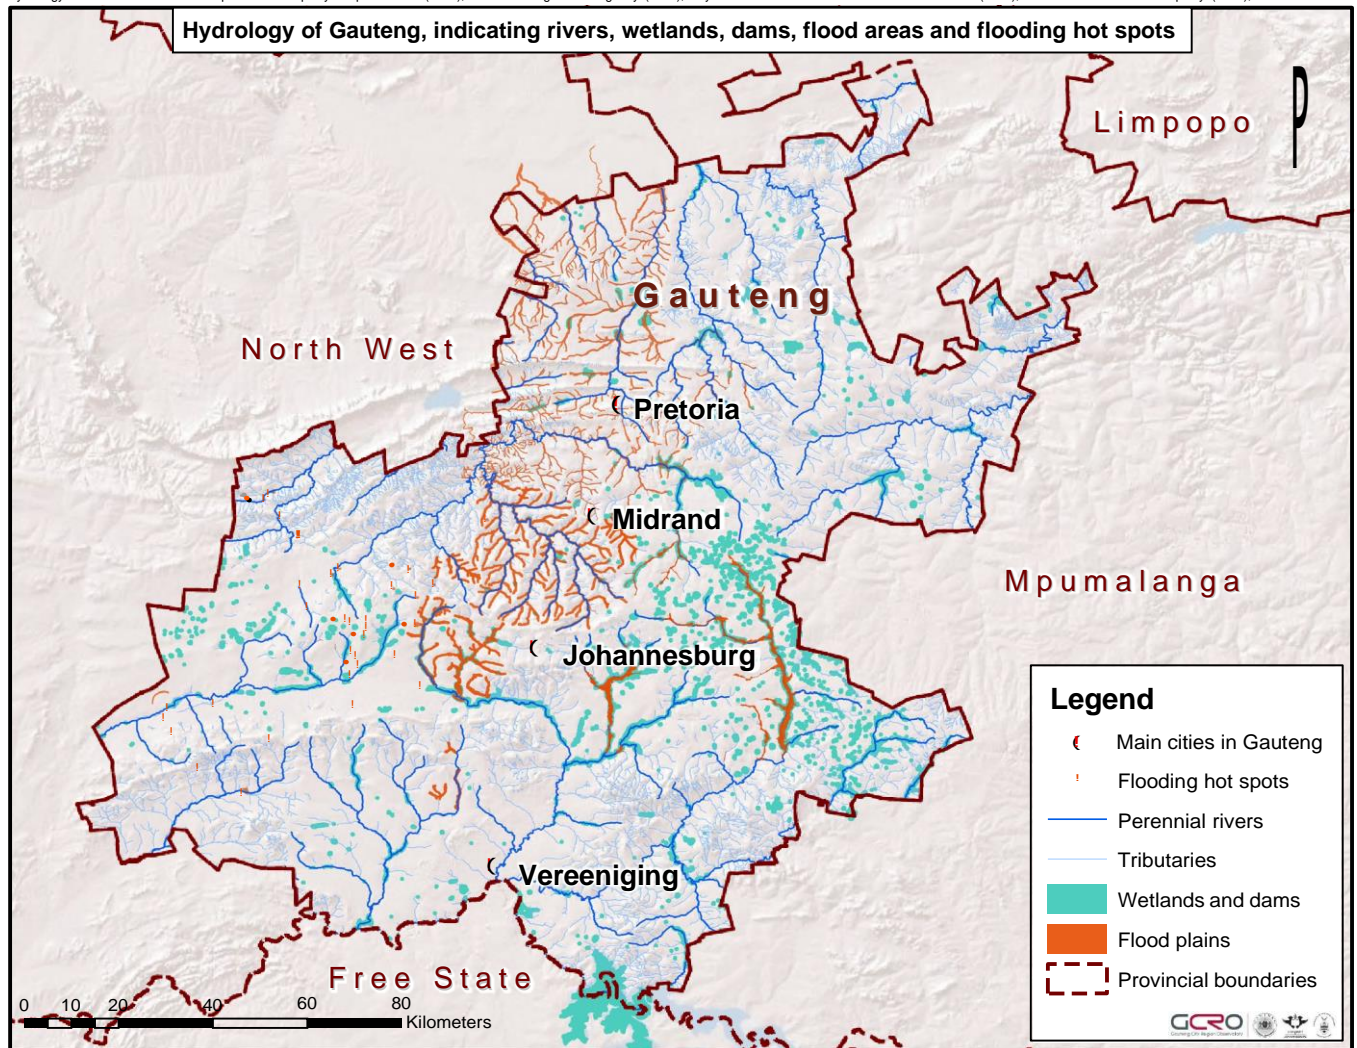 Hydrology of Gauteng, indicating rivers, wetlands, dams, flood areas and flooding hot spots
Limpopo
Gauteng
North West
Pretoria
Midrand
Mpumalanga
Johannesburg
Vereeniging
Free State
0 10 20 40 60 80
Kilometers
Legend
Main cities in Gauteng
Flooding hot spots
Perennial rivers
Tributaries
Wetlands and dams
Flood plains
Provincial boundaries
GCRO